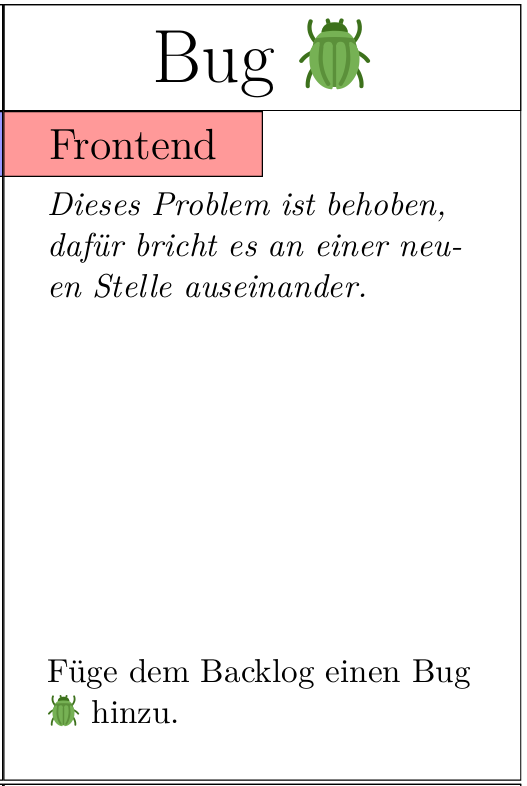 Bug
Frontend
Dieses Problem ist behoben,
dafür bricht es an einer neu-
en Stelle auseinander.
Füge dem Backlog einen Bug
hinzu.